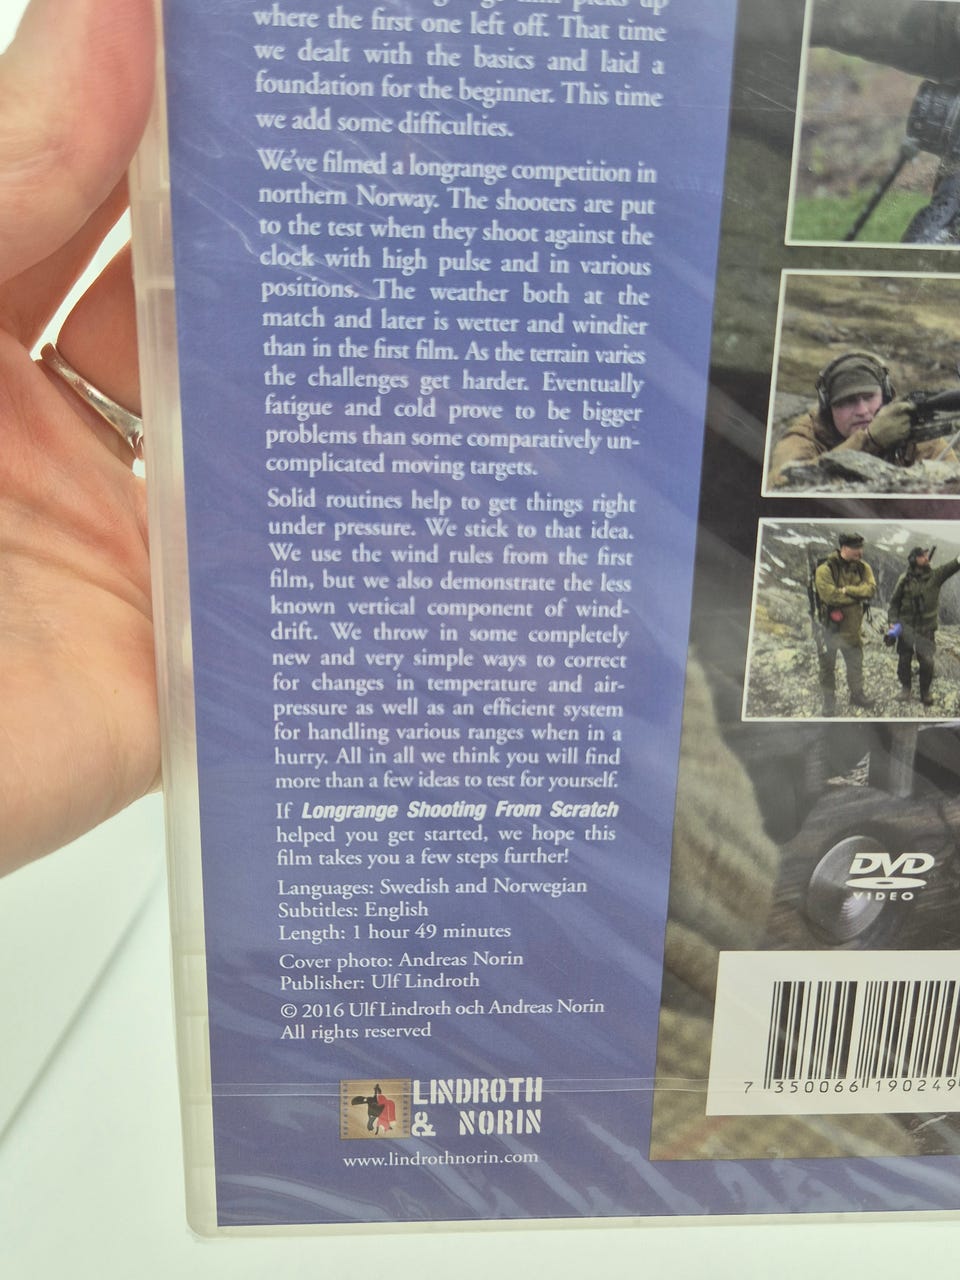 picks up
where the first one left off. That time
we dealt with the basics and laid a
foundation for the beginner. This time
we add some difficulties.
We've filmed a longrange competition in
northern Norway. The shooters are put
to the test when they shoot against the
clock with high pulse and in various
positions. The weather both at the
match and later is wetter and windier
than in the first film. As the terrain varies
the challenges get harder. Eventually
fatigue and cold prove to be bigger
problems than some comparatively un-
complicated moving targets.
Solid routines help to get things right
under pressure. We stick to that idea.
We use the wind rules from the first
film, but we also demonstrate the less
known vertical component of wind-
drift. We throw in some completely
new and very simple ways to correct
for changes in temperature and air-
pressure as well as an efficient system
for handling various ranges when in a
hurry. All in all we think you will find
more than a few ideas to test for yourself.
If Longrange Shooting From Scratch
helped you get started, we hope this
film takes you a few steps further!
Languages: Swedish and Norwegian
Subtitles: English
Length: 1 hour 49 minutes
Cover photo: Andreas Norin
Publisher: Ulf Lindroth
© 2016 Ulf Lindroth och Andreas Norin
All rights reserved
LINDROTH
& NORIN
www.lindrothnorin.com
DVD
VIDEO
7 350066 190249